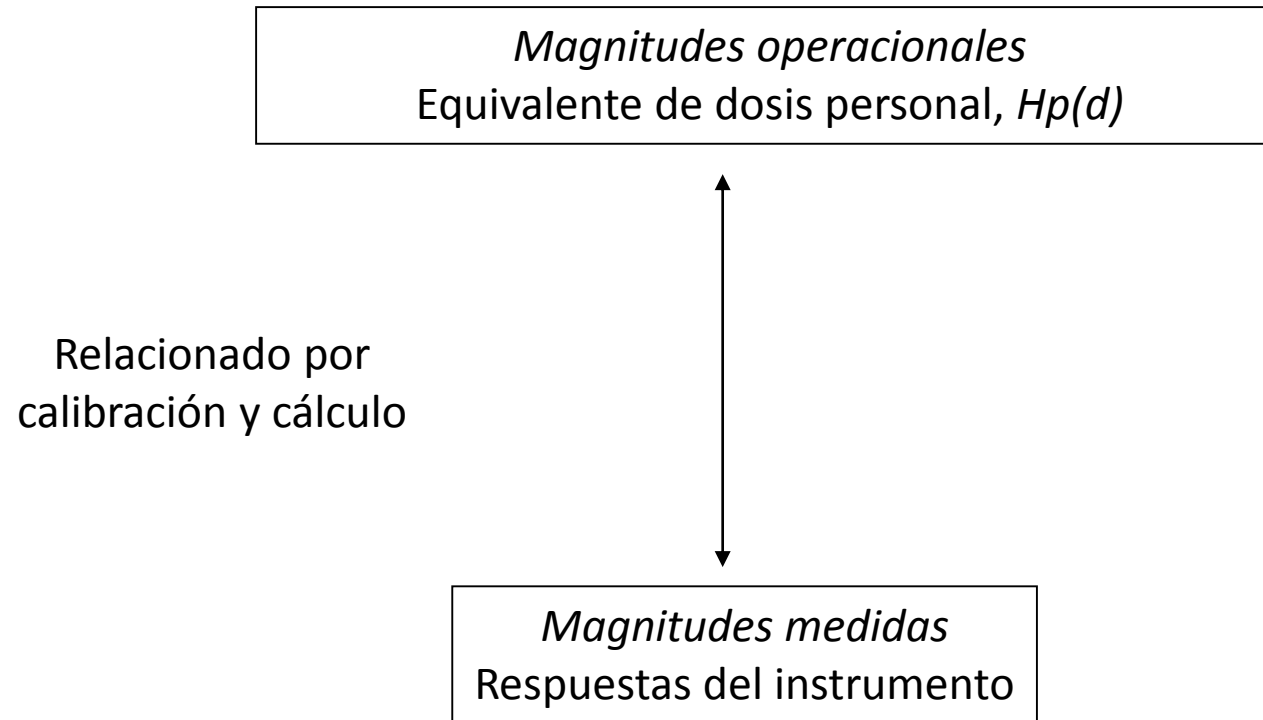 Magnitudes operacionales
Equivalente de dosis personal, Hp(d)
Relacionado por
calibración y cálculo
Magnitudes medidas
Respuestas del instrumento